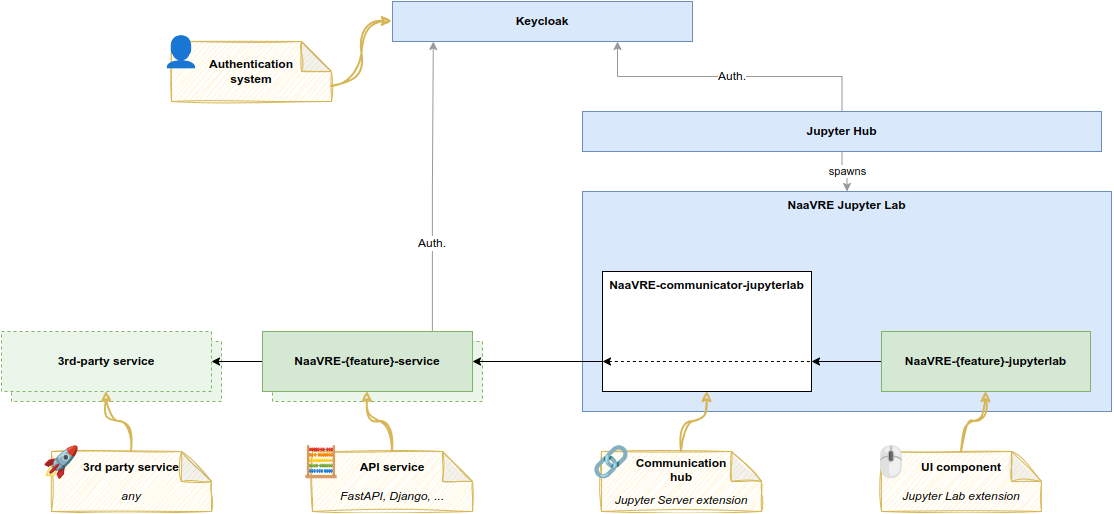 Keycloak
Authentication
system
Auth.
Jupyter Hub
spawns
NaaVRE Jupyter Lab
Auth.
NaaVRE-communicator-jupyterlab
3rd-party service
NaaVRE-{feature}-service
NaaVRE-{feature}-jupyterlab
3rd party service
any
API service
FastAPI, Django, ...
Communication
hub
Jupyter Server extension
UI component
Jupyter Lab extension